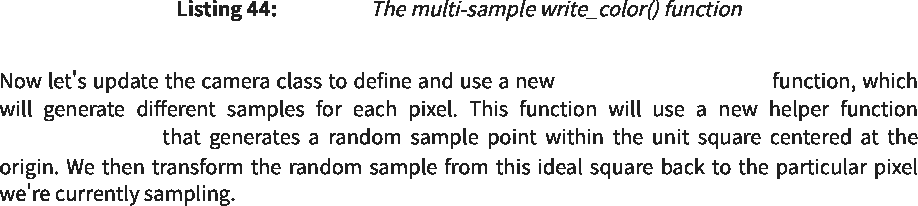 Listing 44: The multi-sample write_color() function
Now let's update the camera class to define and use a new function, which
will generate different samples for each pixel. This function will use a new helper function
that generates a random sample point within the unit square centered at the
origin. We then transform the random sample from this ideal square back to the particular pixel
we're currently sampling.